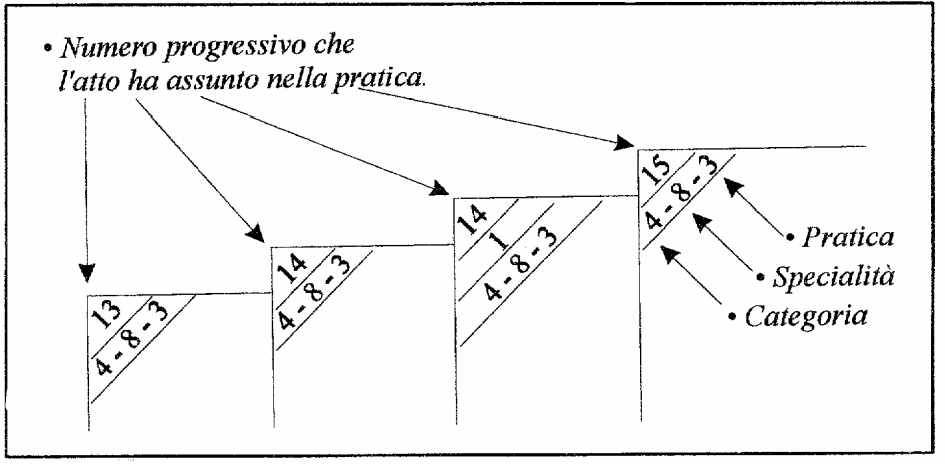 • Numero progressivo che
l'atto ha assunto nella pratica.
13
4 - 8 - 3
14
4 - 8 - 3
14
1
4 - 8 - 3
15
4 - 8 - 3
• Pratica
• Specialità
• Categoria